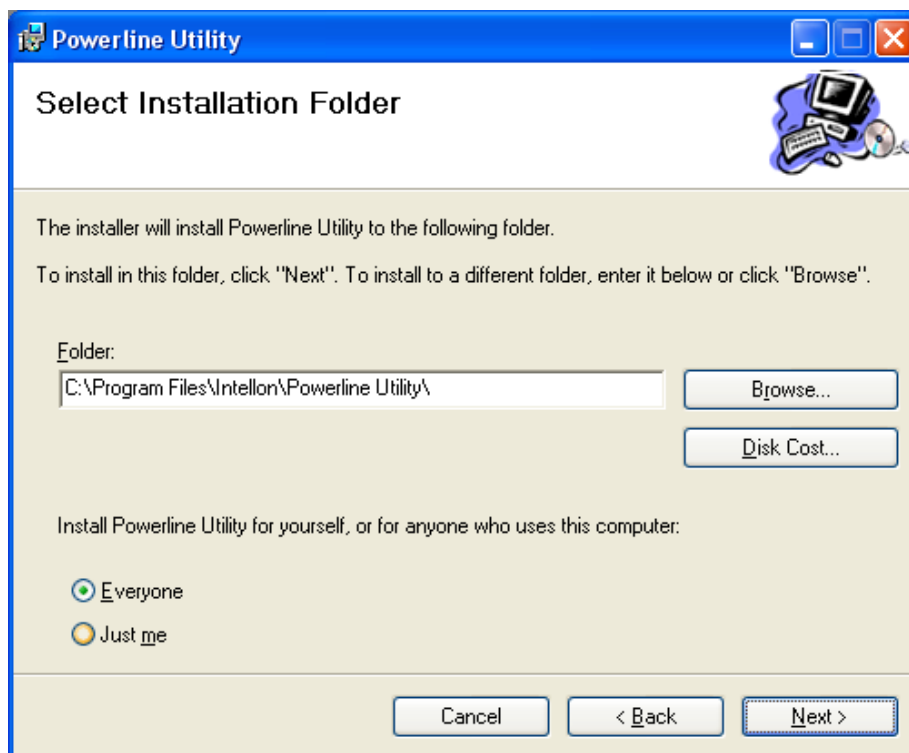 Powerline Utility
Select Installation Folder
The installer will install Powerline Utility to the following folder.
To install in this folder, click "Next". To install to a different folder, enter it below or click "Browse".
Folder:
C:\Program Files\Intellon\Powerline Utility\
Browse...
Disk Cost...
Install Powerline Utility for yourself, or for anyone who uses this computer:
Everyone
Just me
Cancel
< Back
Next >